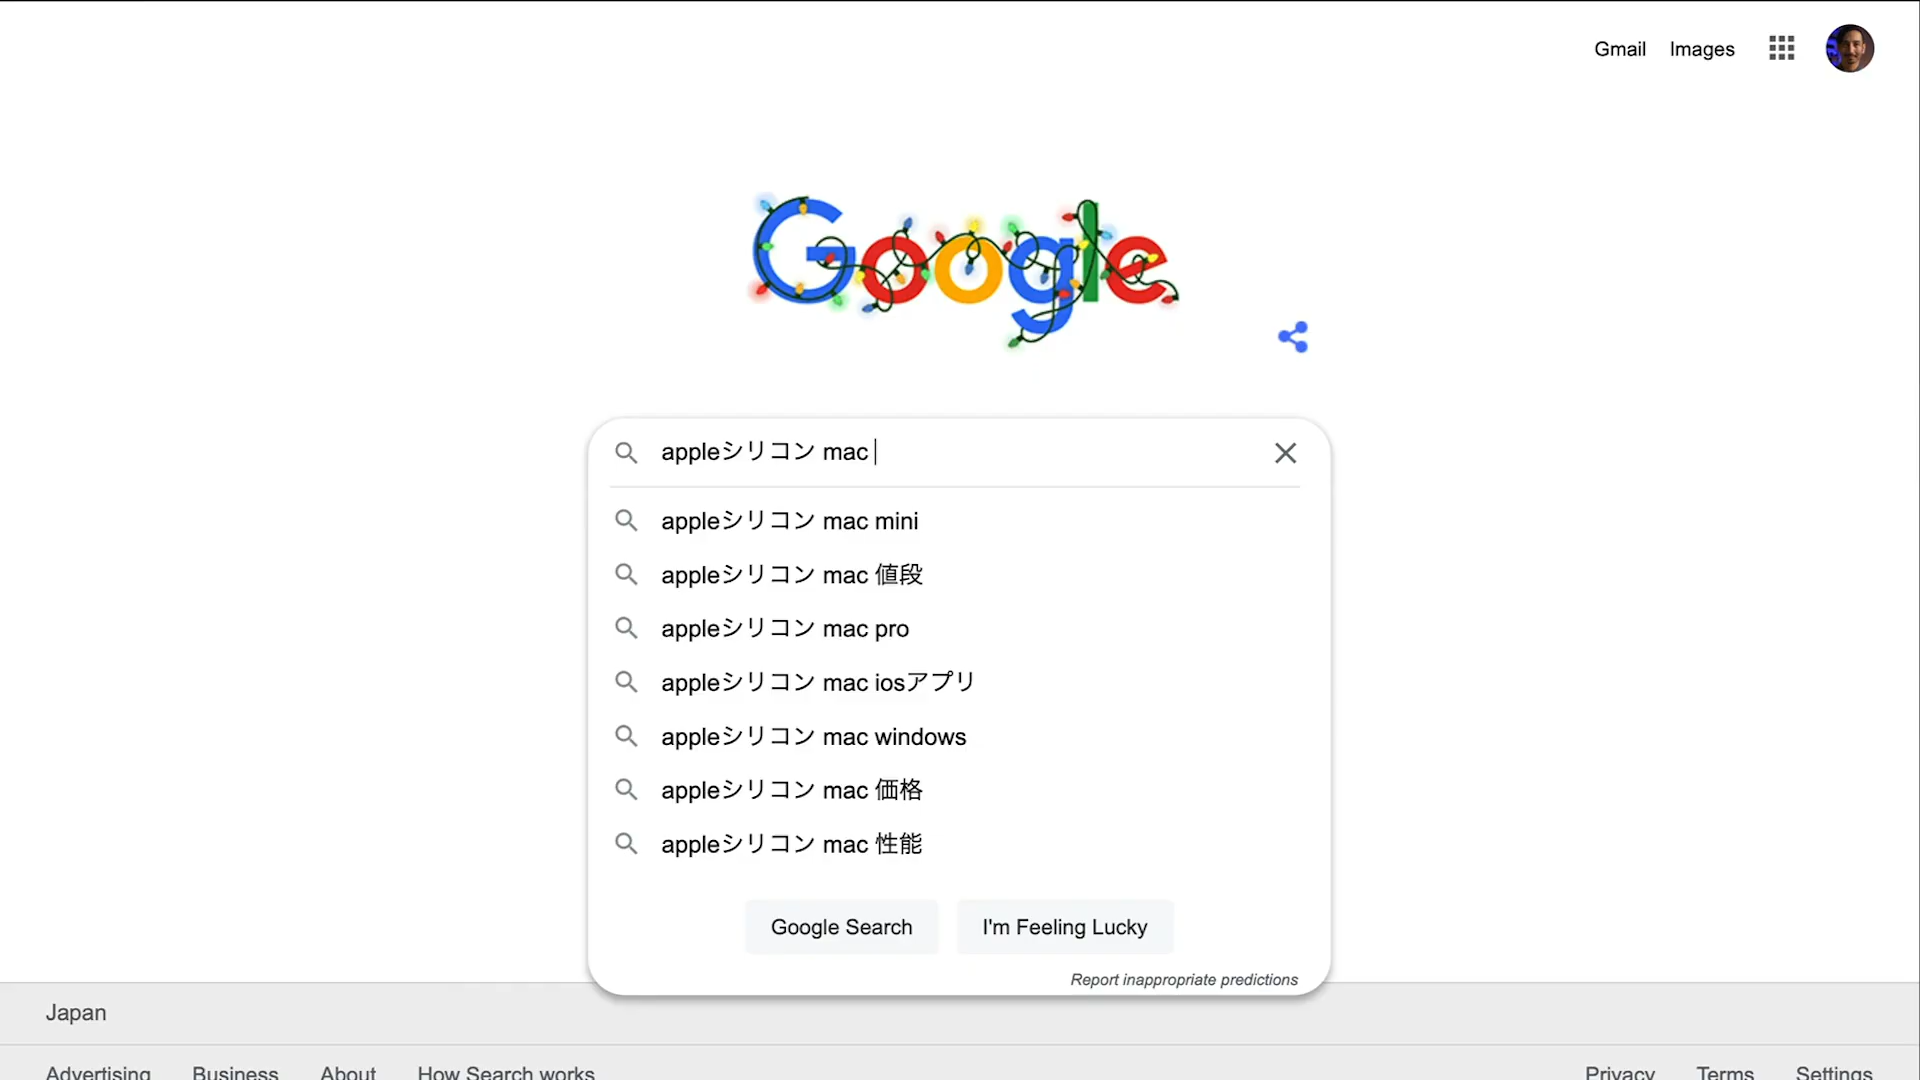 Gmail Images
Google
appleシリコン mac
appleシリコン mac mini
appleシリコン mac 値段
appleシリコン mac pro
appleシリコン mac iosアプリ
appleシリコン mac windows
appleシリコン mac 価格
appleシリコン mac 性能
Google Search I'm Feeling Lucky
Report inappropriate predictions
Japan
Advertising Business About How Search works Privacy Terms Settings